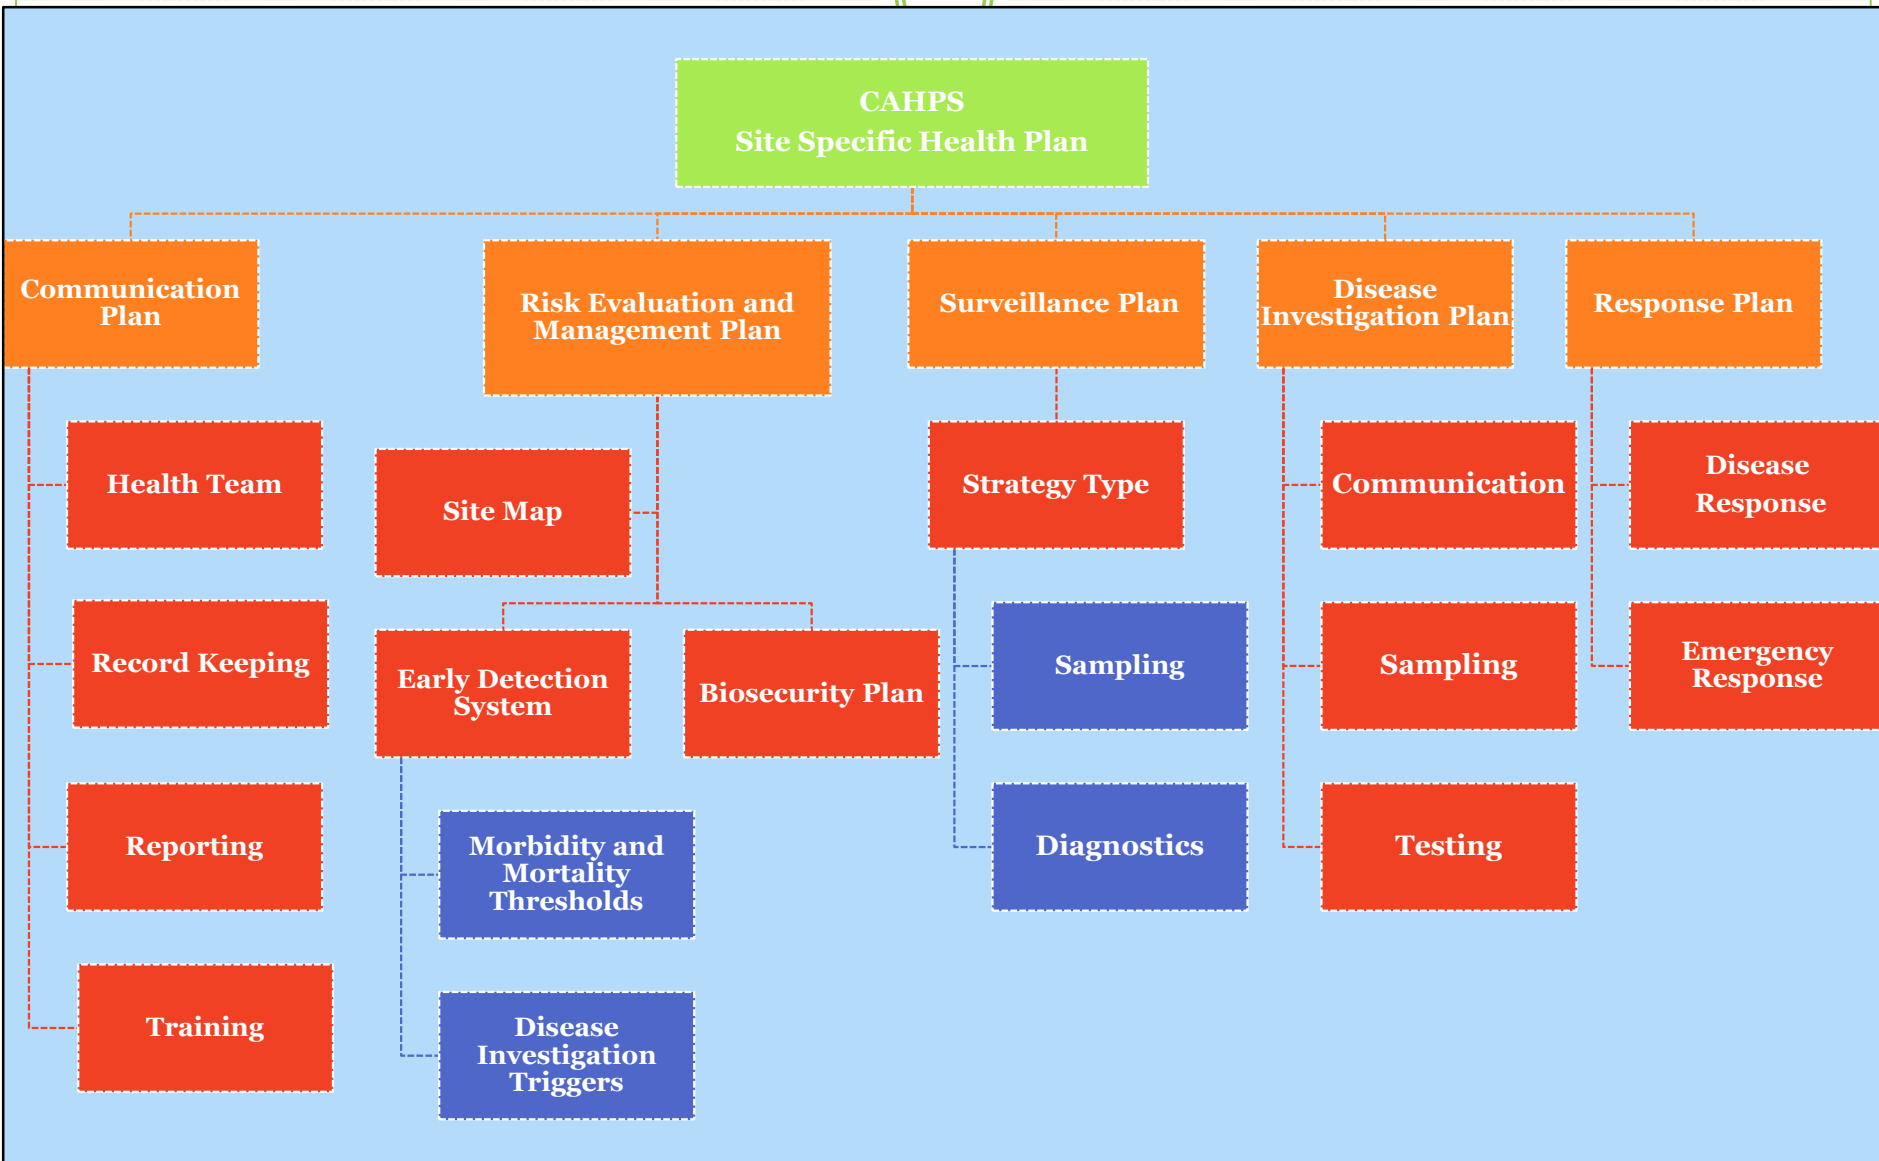 CAHPS
Site Specific Health Plan
Communication
Plan
Risk Evaluation and
Management Plan
Surveillance Plan
Disease
Investigation Plan
Response Plan
Health Team
Record Keeping
Reporting
Training
Site Map
Early Detection
System
Biosecurity Plan
Morbidity and
Mortality
Thresholds
Disease
Investigation
Triggers
Strategy Type
Sampling
Diagnostics
Communication
Sampling
Testing
Disease
Response
Emergency
Response